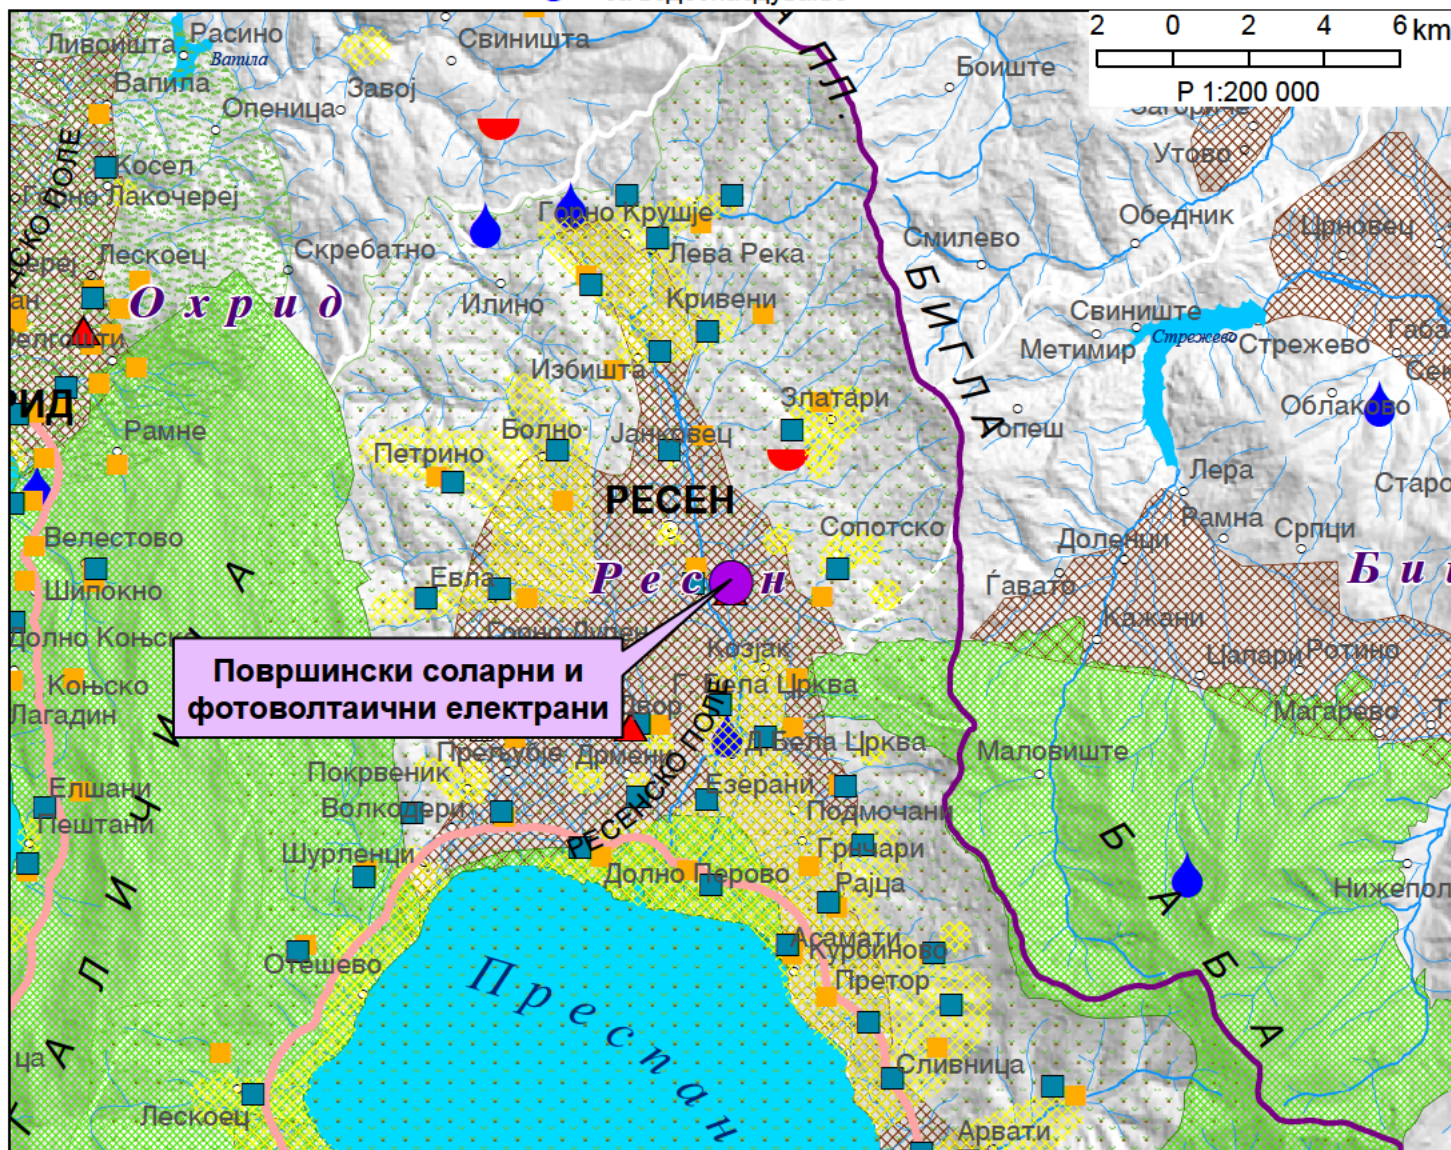 2 0 2 4 6 km
Р 1:200 000
Ливоишта
Расино
Вапила
Вапила
Свиништа
Завој
Опеница
Боиште
ПЛ.
Утово
Косел
Лакочереј
Обедник
Црновец
Горно Крушје
Скребатно
Смилево
Лева Река
Лескоец
Охрид
Илино
Кривени
БИГЛА
Свиниште
Стрежево
Стрежево
Метимир
Избишта
Златари
Облаково
Рамне
Болно
Јанковец
Петрино
РЕСЕН
Лера
Рамна
Српци
Сопотско
Доленци
Велестово
Евла
Ресен
Ѓавато
Шипокно
Кажани
Козјак
Цапари
Ротино
Површински соларни и
фотоволтаични електрани
Коњско
Лагадин
Бела Црква
Магарево
Д.Бела Црква
Маловиште
Прељубје
Дрмени
РЕСЕНСКО ПОЛЕ
Покрвеник
Волкодери
Езерани
Подмочани
Елшани
Пештани
Шурленци
Грнчари
Долно Перово
Рајца
БАБА
ГАЛИЧИЦА
Асамати
Курбиново
Отешево
Претор
Преспан
Сливница
Лескоец
Арвати